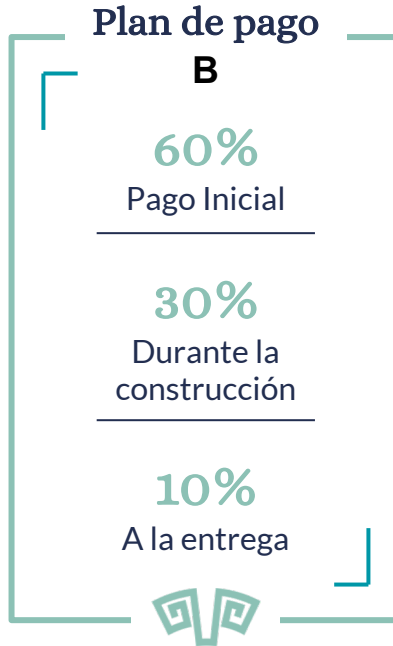 Plan de pago
B
60%
Pago Inicial
30%
Durante la
construcción
10%
A la entrega